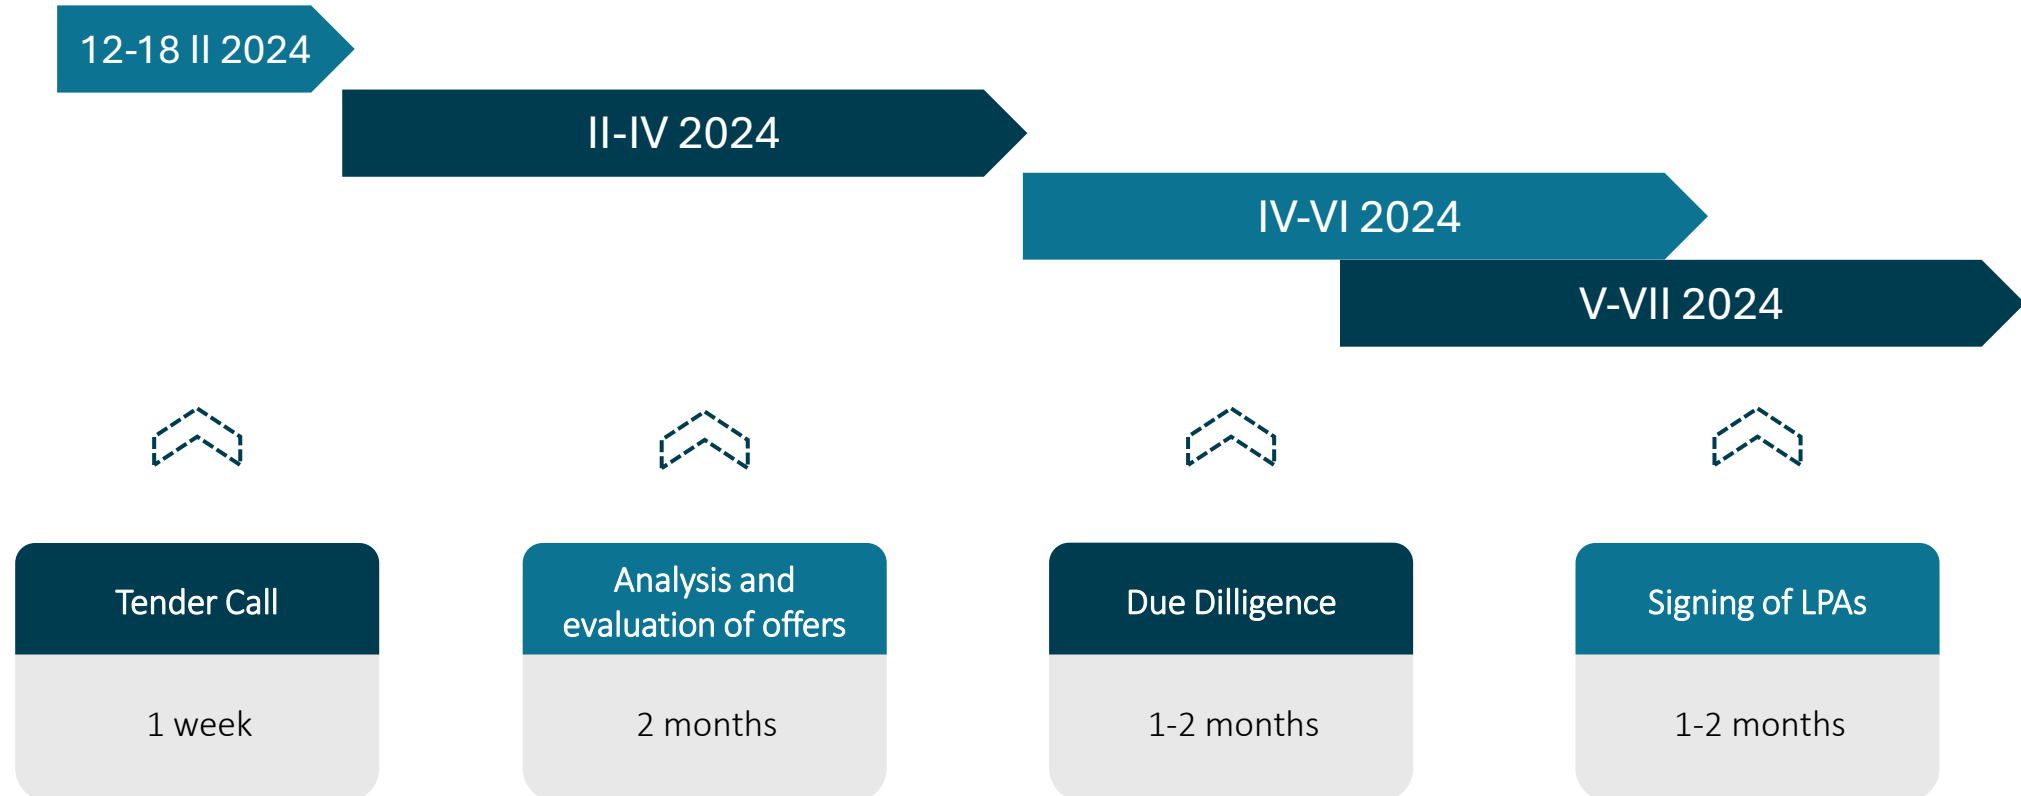 12-18 II 2024
II-IV 2024
IV-VI 2024
V-VII 2024
Tender Call
1 week
Analysis and
evaluation of offers
2 months
Due Dilligence
1-2 months
Signing of LPAs
1-2 months